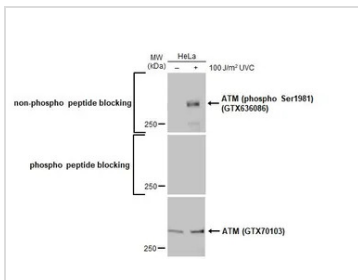 MW
(kDa)
HeLa
–
+
100 J/m² UVC
non-phospho peptide blocking
ATM (phospho Ser1981)
(GTX636086)
250
phospho peptide blocking
250
ATM (GTX70103)
250